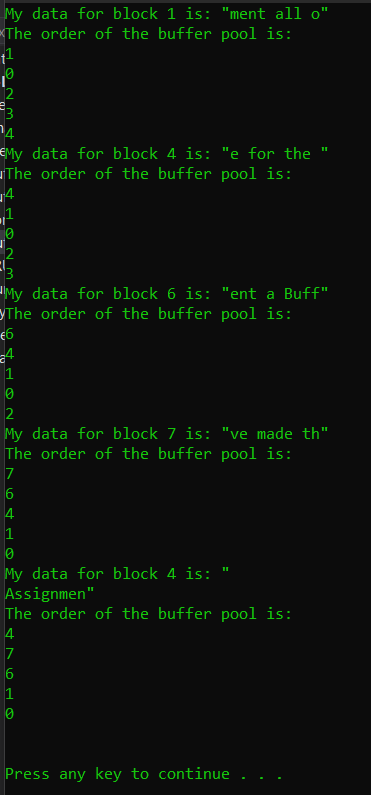 My data for block 1 is: "ment all o"
The order of the buffer pool is:
1
0
2
3
4
My data for block 4 is: "e for the "
The order of the buffer pool is:
4
1
0
2
3
My data for block 6 is: "ent a Buff"
The order of the buffer pool is:
6
4
1
0
2
My data for block 7 is: "ve made th"
The order of the buffer pool is:
7
6
4
1
0
My data for block 4 is: "
Assignmen"
The order of the buffer pool is:
4
7
6
1
0
Press any key to continue . . .